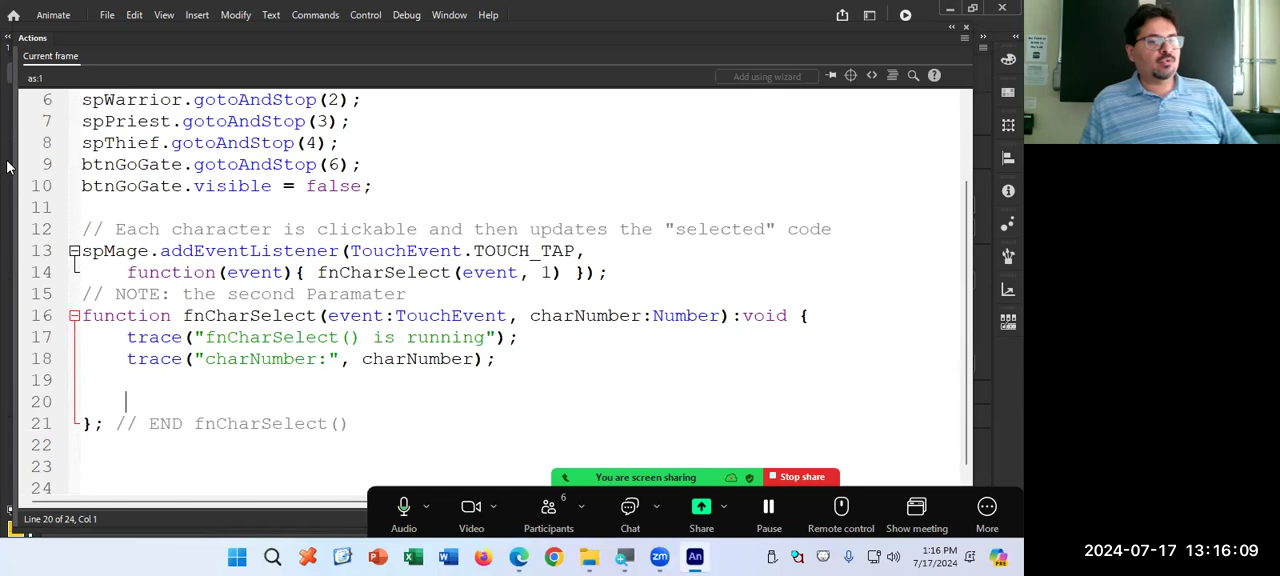 Animate File Edit View Insert Modify Text Commands Control Debug Window Help
Actions
Current frame
as:1
Add using wizard
6 spWarrior.gotoAndStop(2);
7 spPriest.gotoAndStop(3);
8 spThief.gotoAndStop(4);
9 btnGoGate.gotoAndStop(6);
10 btnGoGate.visible = false;
11
12 // Each character is clickable and then updates the "selected" code
13 spMage.addEventListener(TouchEvent.TOUCH_TAP,
14 function(event){ fnCharSelect(event, 1) });
15 // NOTE: the second Paramater
16 function fnCharSelect(event:TouchEvent, charNumber:Number):void {
17 trace("fnCharSelect() is running");
18 trace("charNumber:", charNumber);
19
20
21 }; // END fnCharSelect()
22
23
24
You are screen sharing Stop share
6
Audio Video Participants Chat Share Pause Remote control Show meeting More
Line 20 of 24, Col 1
zm An
1:16 PM
7/17/2024
PRE
2024-07-17 13:16:09